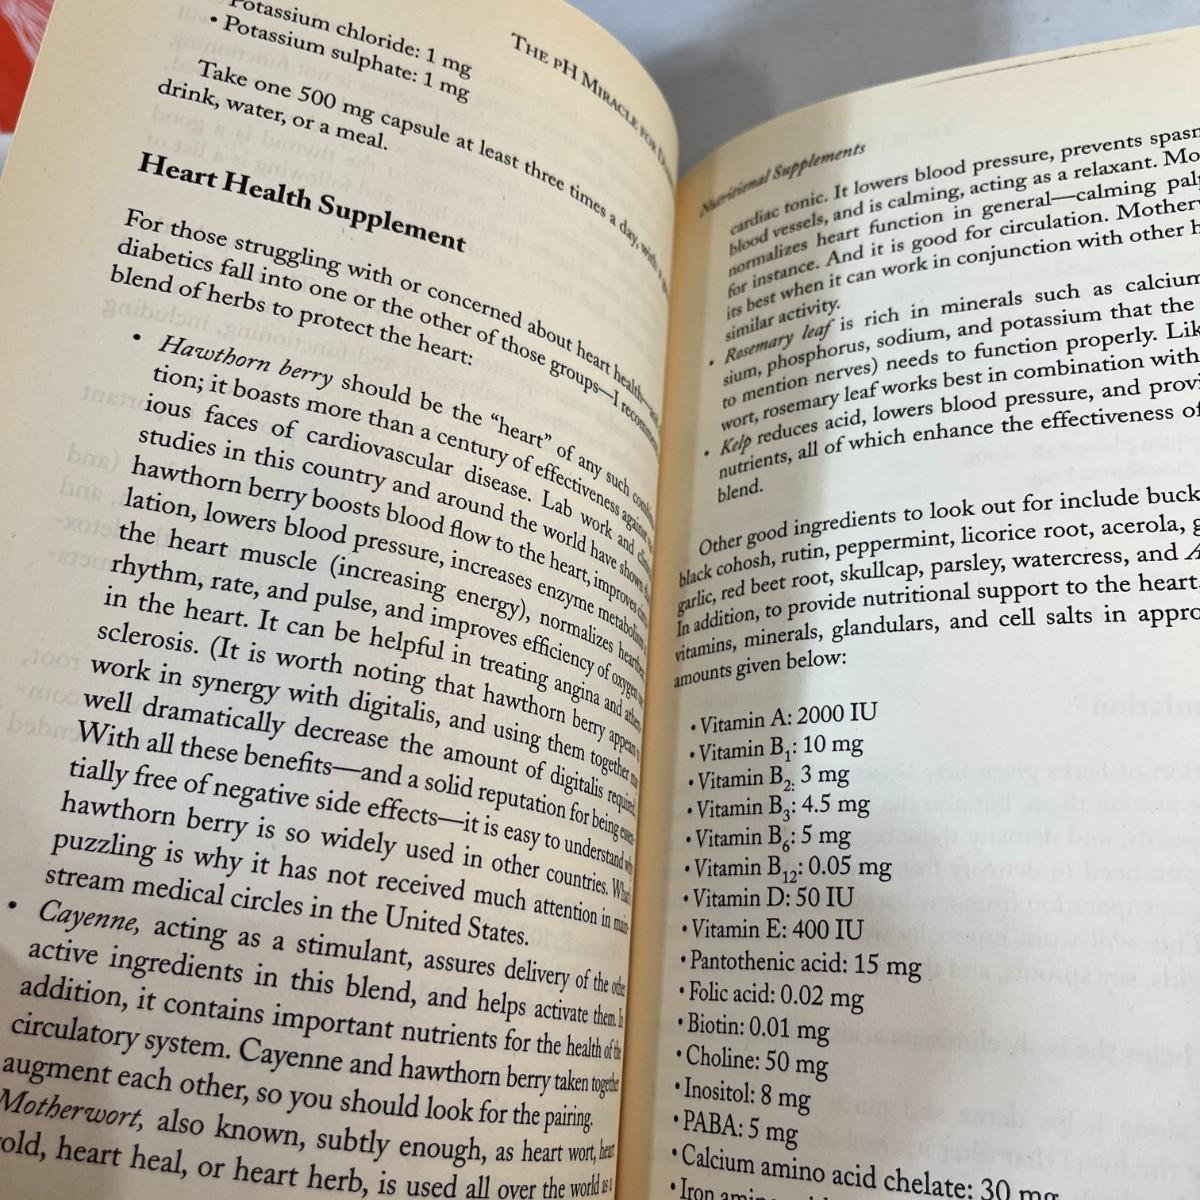 Potassium chloride: 1 mg
• Potassium sulphate: 1 mg
Take one 500 mg capsule at least three times a day, with a
drink, water, or a meal.
THE PH MIRACLE FOR
Heart Health Supplement
For those struggling with or concerned about heart health—
diabetics fall into one or the other of those groups—I
blend of herbs to protect the heart:
• Hawthorn berry should be the “heart” of any such
tion; it boasts more than a century of effectiveness
ious faces of cardiovascular disease. Lab work and
studies in this country and around the world have shown
hawthorn berry boosts blood flow to the heart, improves
lation, lowers blood pressure, increases enzyme metabolism
the heart muscle (increasing energy), normalizes
rhythm, rate, and pulse, and improves efficiency of oxygen
in the heart. It can be helpful in treating angina and
sclerosis. (It is worth noting that hawthorn berry appears
work in synergy with digitalis, and using them together
well dramatically decrease the amount of digitalis required.
With all these benefits—and a solid reputation for being
tially free of negative side effects—it is easy to understand
hawthorn berry is so widely used in other countries. What
puzzling is why it has not received much attention in main-
stream medical circles in the United States.
• Cayenne, acting as a stimulant, assures delivery of the
active ingredients in this blend, and helps activate them. In
addition, it contains important nutrients for the health of the
circulatory system. Cayenne and hawthorn berry taken together
augment each other, so you should look for the pairing.
Motherwort, also known, subtly enough, as heart wort,
old, heart heal, or heart herb, is used all over the world as a
Nutritional Supplements
cardiac tonic. It lowers blood pressure, prevents
blood vessels, and is calming, acting as a relaxant.
normalizes heart function in general—calming
for instance. And it is good for circulation.
its best when it can work in conjunction with other
similar activity.
• Rosemary leaf is rich in minerals such as calcium
sium, phosphorus, sodium, and potassium that the
to mention nerves) needs to function properly.
wort, rosemary leaf works best in combination with
• Kelp reduces acid, lowers blood pressure, and
nutrients, all of which enhance the effectiveness of
blend.
Other good ingredients to look out for include
black cohosh, rutin, peppermint, licorice root, acerola,
garlic, red beet root, skullcap, parsley, watercress, and
In addition, to provide nutritional support to the heart
vitamins, minerals, glandulars, and cell salts in
amounts given below:
• Vitamin A: 2000 IU
• Vitamin B1: 10 mg
• Vitamin B2: 3 mg
• Vitamin B3: 4.5 mg
• Vitamin B6: 5 mg
• Vitamin B12: 0.05 mg
• Vitamin D: 50 IU
• Vitamin E: 400 IU
• Pantothenic acid: 15 mg
• Folic acid: 0.02 mg
• Biotin: 0.01 mg
• Choline: 50 mg
• Inositol: 8 mg
• PABA: 5 mg
• Calcium amino acid chelate: 30 mg
• Iron